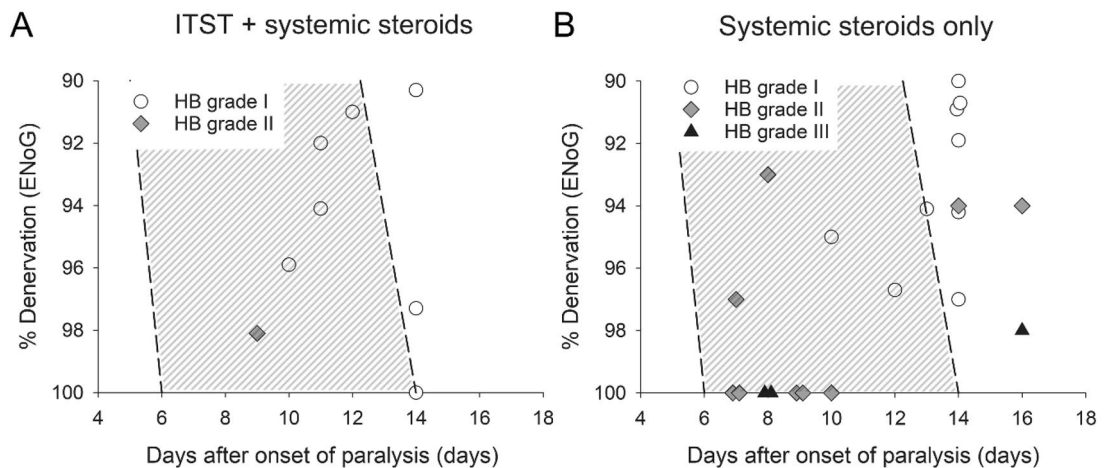 A
ITST + systemic steroids
HB grade I
HB grade II
% Denervation (ENoG)
90
92
94
96
98
100
4 6 8 10 12 14 16 18
Days after onset of paralysis (days)
B
Systemic steroids only
HB grade I
HB grade II
HB grade III
% Denervation (ENoG)
90
92
94
96
98
100
4 6 8 10 12 14 16 18
Days after onset of paralysis (days)